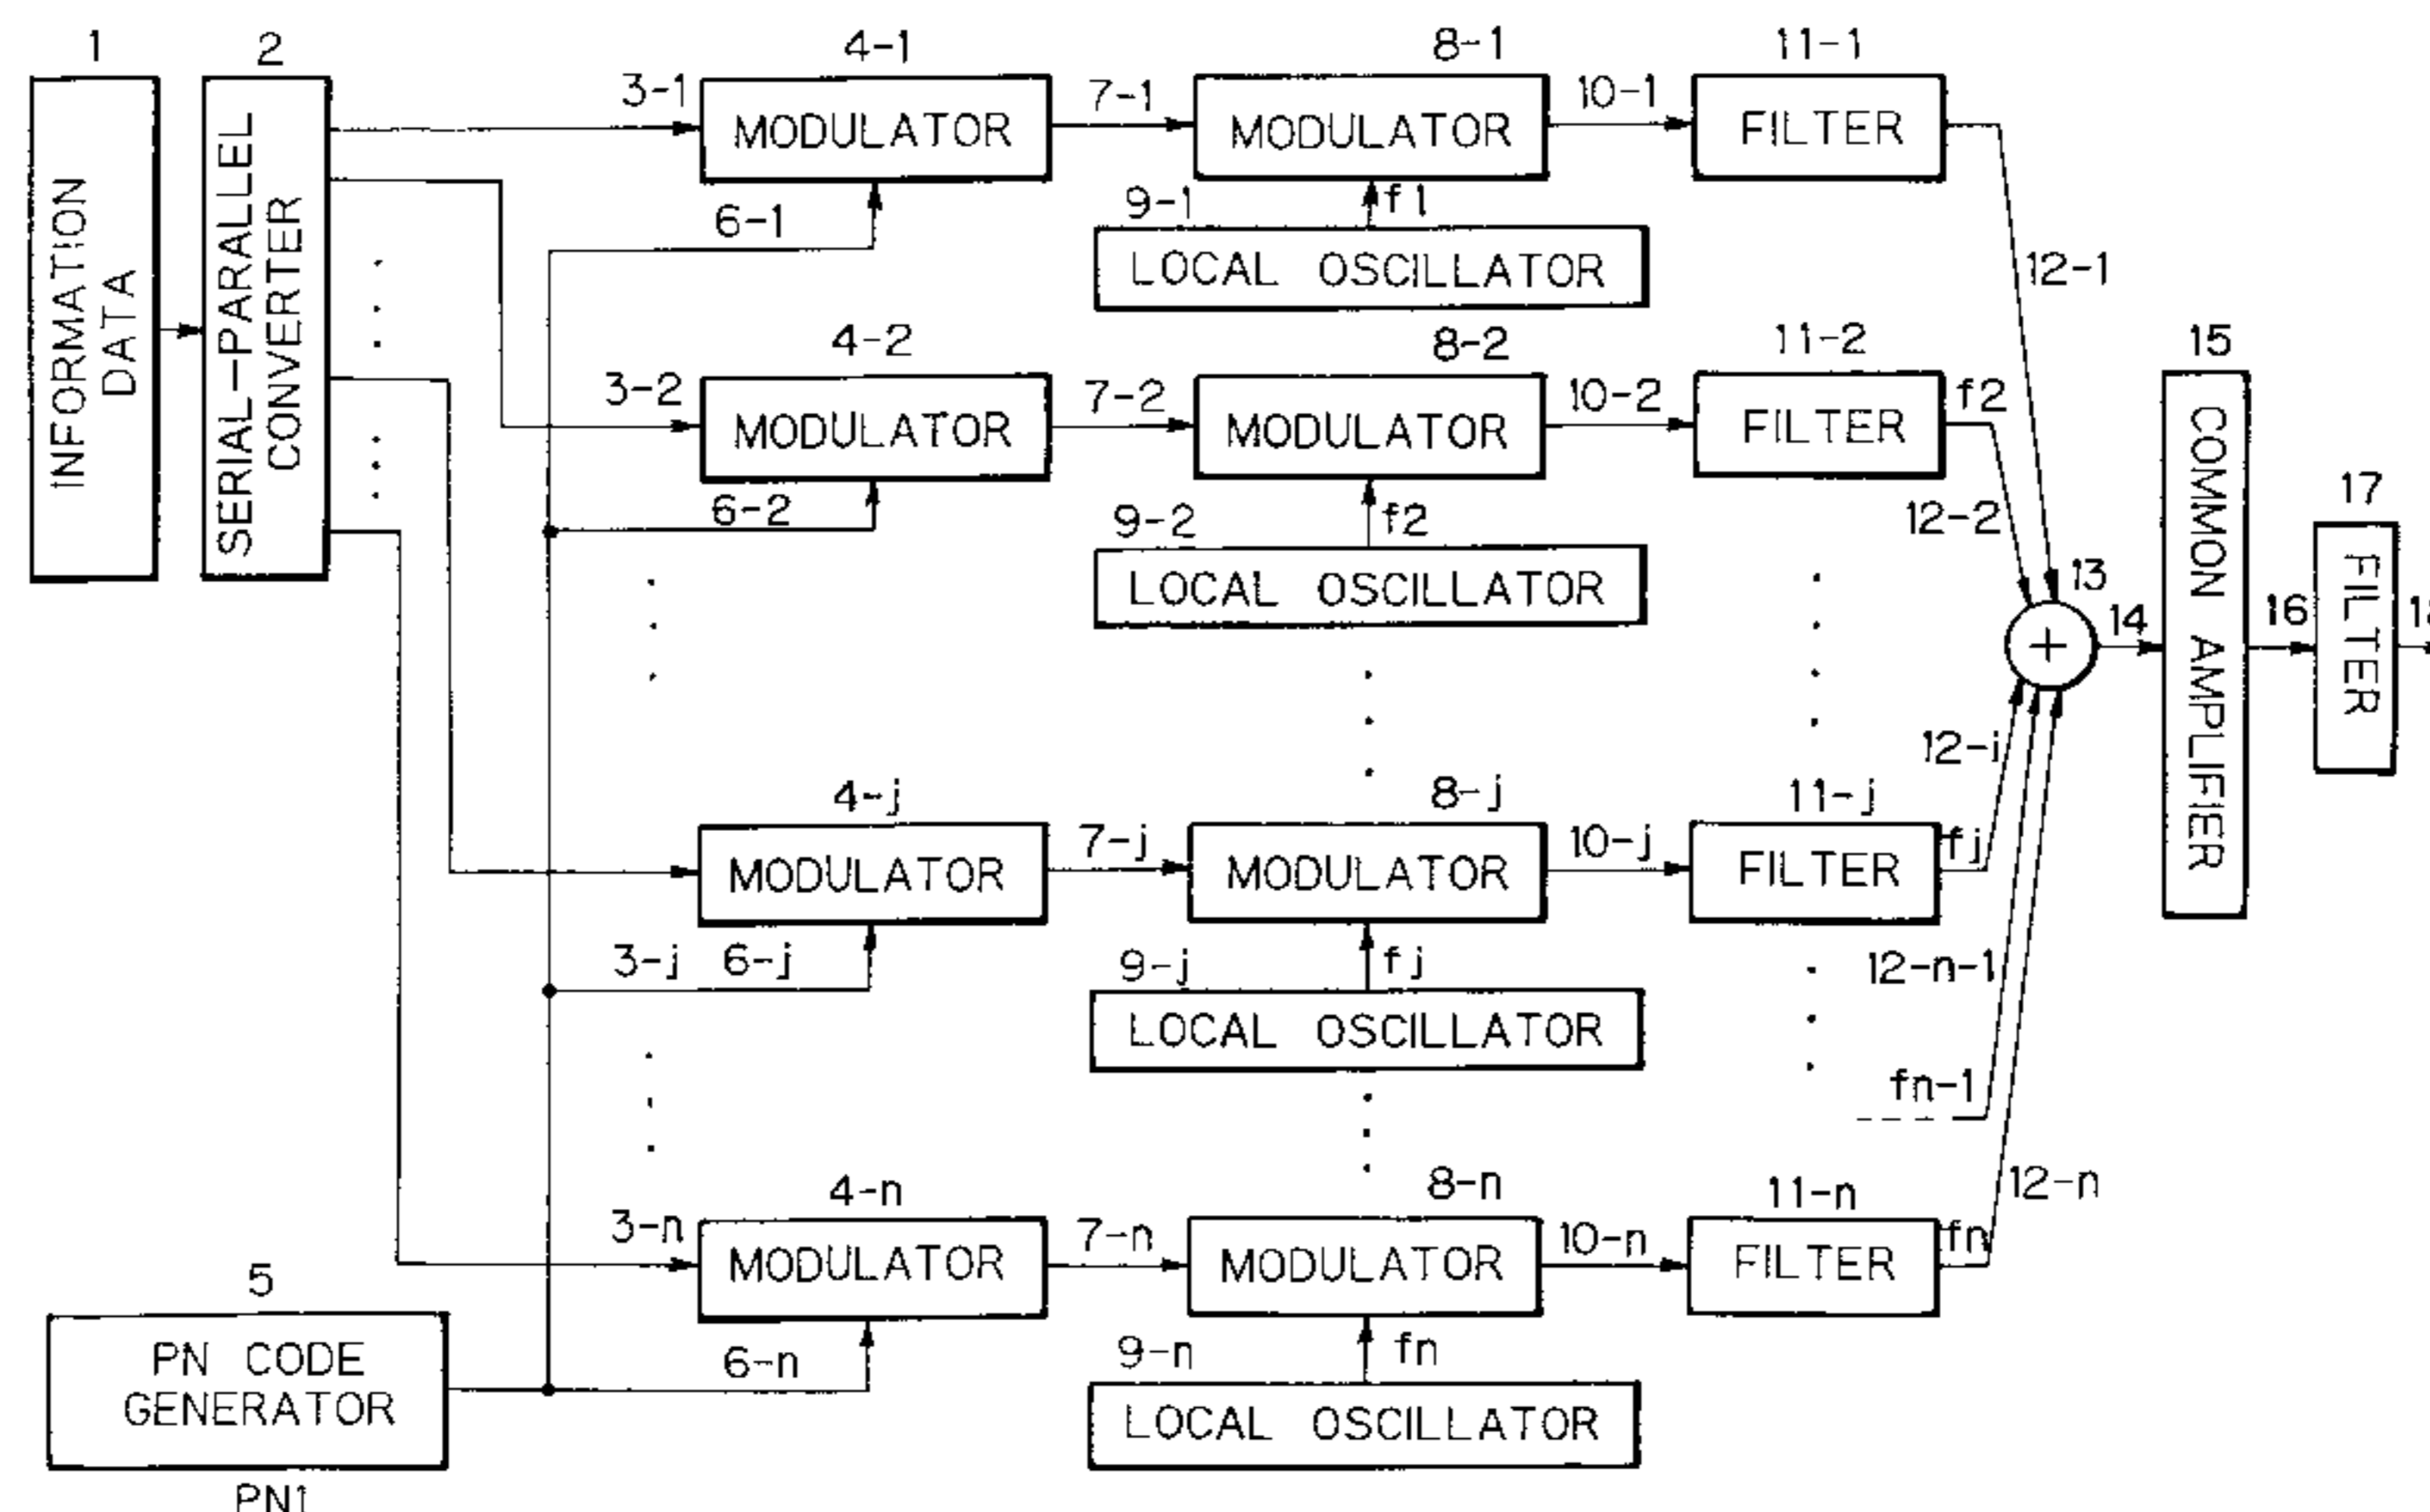 1
2
4-1
8-1
11-1
3-1
7-1
10-1
MODULATOR
MODULATOR
FILTER
INFORMATION
DATA
SERIAL-PARALLEL
CONVERTER
6-1
9-1
f1
LOCAL OSCILLATOR
12-1
4-2
8-2
11-2
15
3-2
7-2
10-2
f2
MODULATOR
MODULATOR
FILTER
6-2
9-2
f2
12-2
17
LOCAL OSCILLATOR
13
14
COMMON AMPLIFIER
16
FILTER
12-j
4-j
8-j
11-j
7-j
10-j
fj
MODULATOR
MODULATOR
FILTER
3-j
6-j
9-j
fj
12-n-1
LOCAL OSCILLATOR
fn-1
4-n
8-n
11-n
12-n
3-n
7-n
10-n
fn
MODULATOR
MODULATOR
FILTER
5
PN CODE
GENERATOR
PN1
6-n
9-n
fn
LOCAL OSCILLATOR